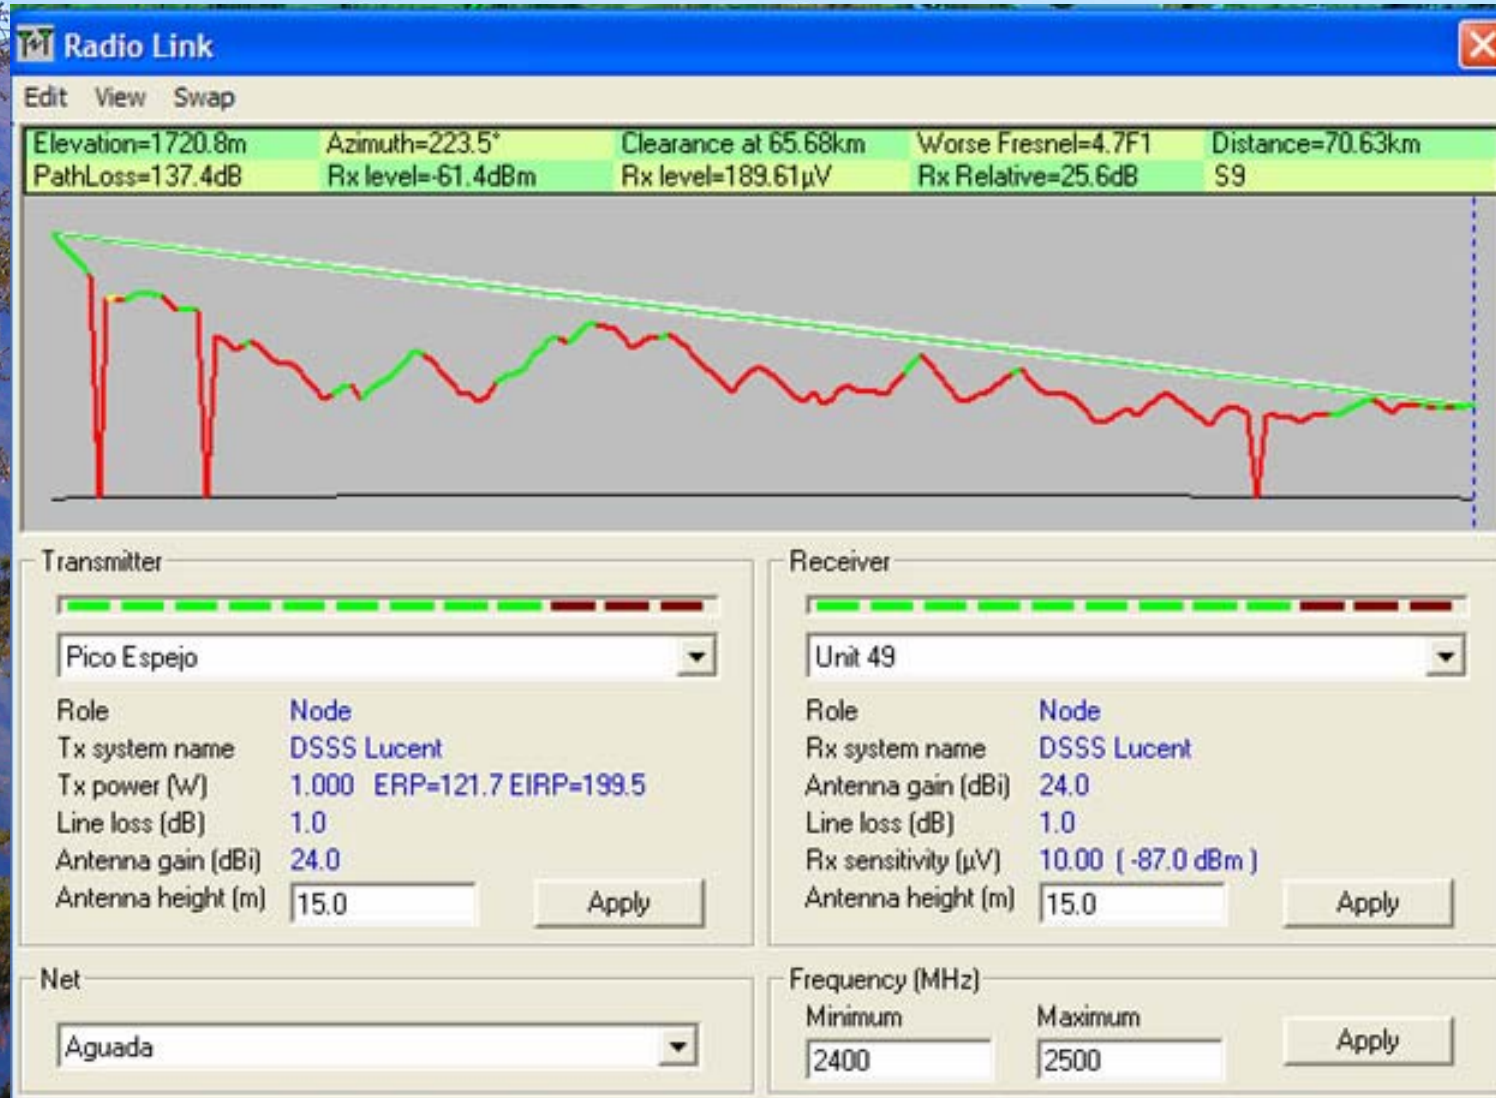 Radio Link
Edit View Swap
Elevation=1720.8m Azimuth=223.5° Clearance at 65.68km Worse Fresnel=4.7F1 Distance=70.63km
PathLoss=137.4dB Rx level=-61.4dBm Rx level=189.61µV Rx Relative=25.6dB S9
Transmitter
Pico Espejo
Role Node
Tx system name DSSS Lucent
Tx power (W) 1.000 ERP=121.7 EIRP=199.5
Line loss (dB) 1.0
Antenna gain (dBi) 24.0
Antenna height (m) 15.0 Apply
Receiver
Unit 49
Role Node
Rx system name DSSS Lucent
Antenna gain (dBi) 24.0
Line loss (dB) 1.0
Rx sensitivity (µV) 10.00 ( -87.0 dBm )
Antenna height (m) 15.0 Apply
Net
Aguada
Frequency (MHz)
Minimum Maximum
2400 2500 Apply